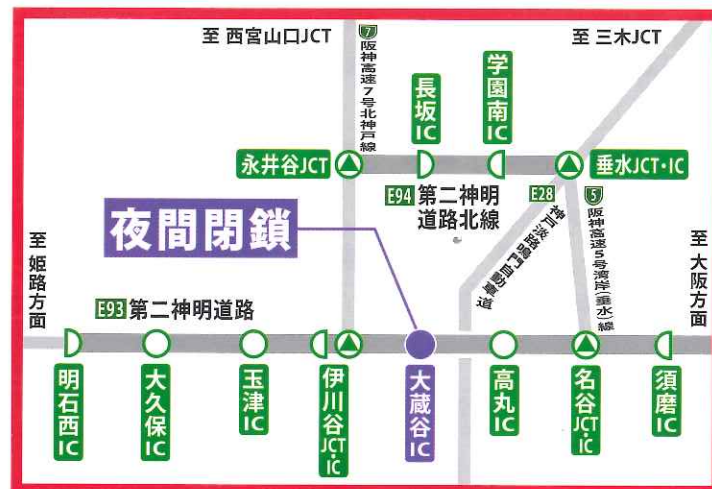 至 西宮山口JCT
7
阪神高速7号北神戸線
至 三木JCT
長坂IC
学園南IC
永井谷JCT
垂水JCT・IC
E94 第二神明
道路北線
E28
神戸淡路鳴門自動車道
5
阪神高速5号湾岸(垂水)線
夜間閉鎖
至 姫路方面
至 大阪方面
E93 第二神明道路
明石西IC
大久保IC
玉津IC
伊川谷JCT・IC
大蔵谷IC
高丸IC
名谷JCT・IC
須磨IC